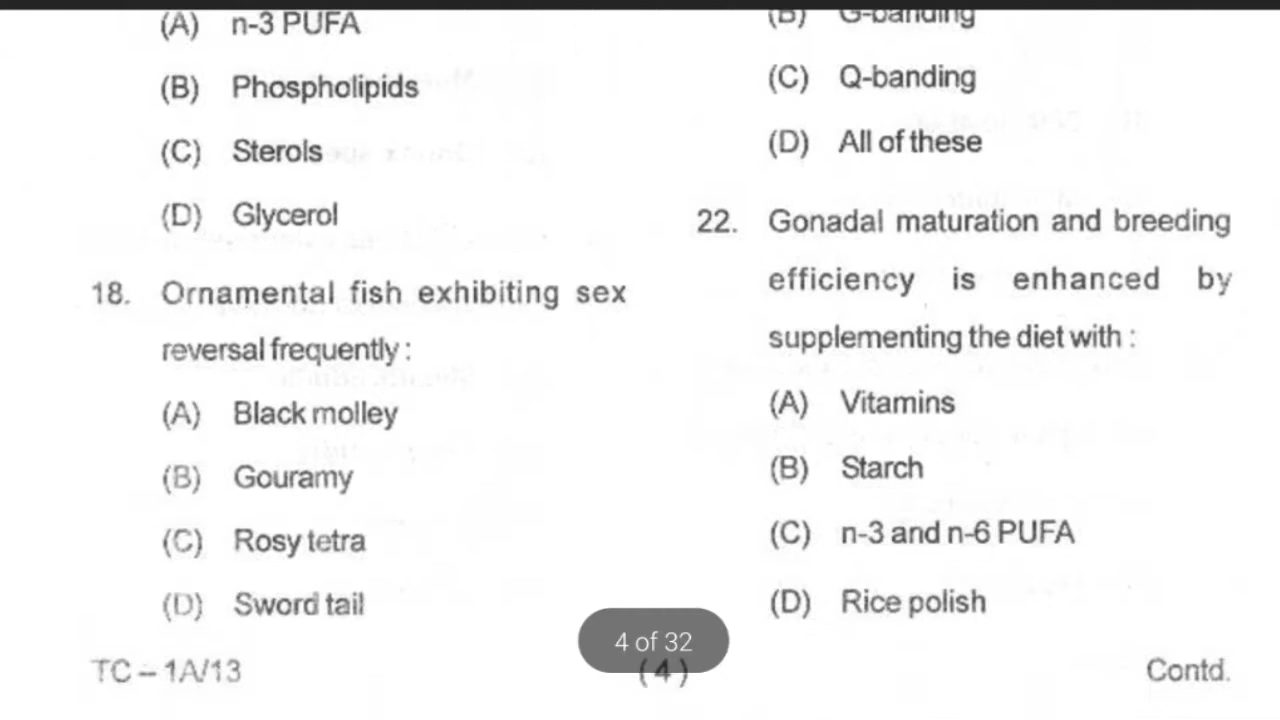 (A) n-3 PUFA
(B) Phospholipids
(C) Sterols
(D) Glycerol
18. Ornamental fish exhibiting sex
reversal frequently :
(A) Black molley
(B) Gouramy
(C) Rosy tetra
(D) Sword tail
(B) G-banding
(C) Q-banding
(D) All of these
22. Gonadal maturation and breeding
efficiency is enhanced by
supplementing the diet with :
(A) Vitamins
(B) Starch
(C) n-3 and n-6 PUFA
(D) Rice polish
4 of 32
TC – 1A/13
(4)
Contd.